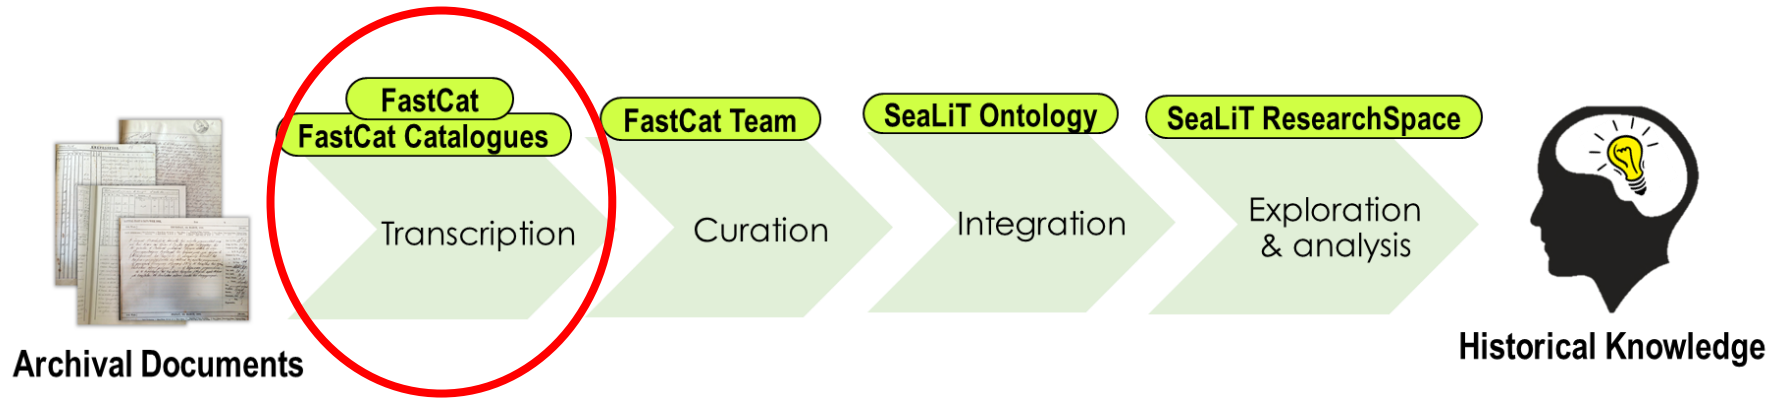 FastCat
FastCat Catalogues
FastCat Team
SeaLiT Ontology
SeaLiT ResearchSpace
Transcription
Curation
Integration
Exploration
& analysis
Archival Documents
Historical Knowledge